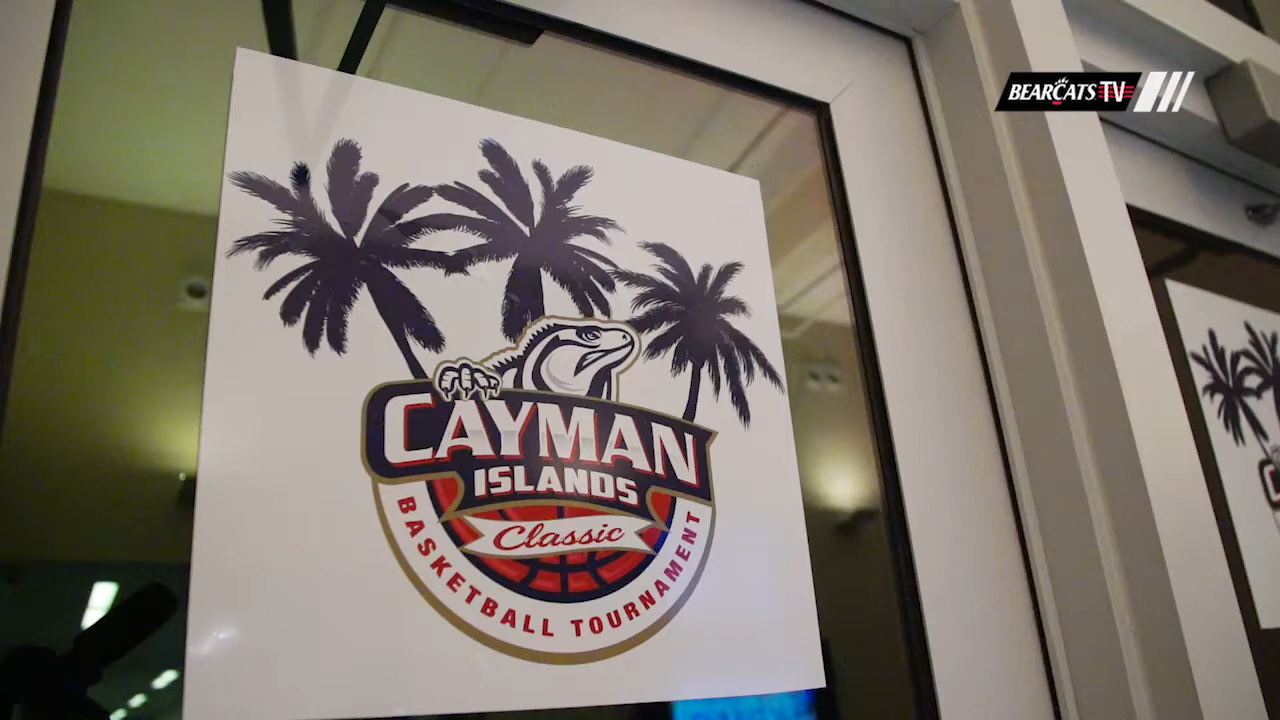 BEARCATS TV
CAYMAN
ISLANDS
Classic
BASKETBALL TOURNAMENT